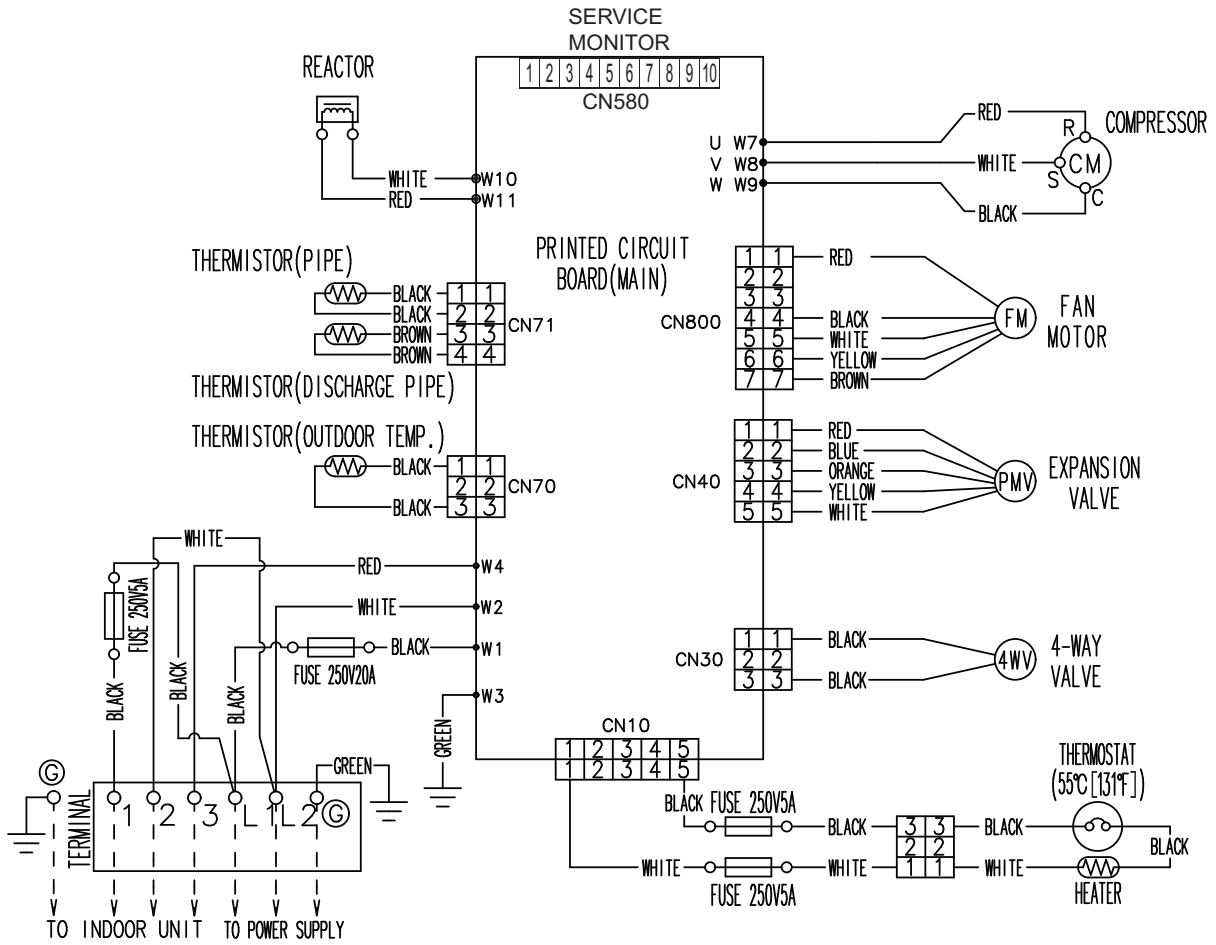 SERVICE
MONITOR
1 2 3 4 5 6 7 8 9 10
CN580
REACTOR
WHITE
W10
RED
W11
U W7
V W8
W W9
RED
WHITE
BLACK
R
S
C
CM
COMPRESSOR
PRINTED CIRCUIT
BOARD(MAIN)
THERMISTOR(PIPE)
BLACK 1 1
BLACK 2 2
BROWN 3 3
BROWN 4 4
CN71
THERMISTOR(DISCHARGE PIPE)
CN800
1 1 RED
2 2
3 3
4 4 BLACK
5 5 WHITE
6 6 YELLOW
7 7 BROWN
FM
FAN
MOTOR
THERMISTOR(OUTDOOR TEMP.)
BLACK 1 1
2 2
BLACK 3 3
CN70
CN40
1 1 RED
2 2 BLUE
3 3 ORANGE
4 4 YELLOW
5 5 WHITE
PMV
EXPANSION
VALVE
WHITE
RED
W4
WHITE
W2
BLACK
W1
W3
FUSE 250V5A
FUSE 250V20A
BLACK
BLACK
BLACK
GREEN
CN30
1 1 BLACK
2 2
3 3 BLACK
4WV
4-WAY
VALVE
CN10
1 2 3 4 5
1 2 3 4 5
GREEN
G
TERMINAL
1 2 3 L1 L2 G
TO INDOOR UNIT
TO POWER SUPPLY
THERMOSTAT
(55℃[131℉])
BLACK
FUSE 250V5A
BLACK
3 3
BLACK
2 2
BLACK
WHITE
WHITE
1 1
WHITE
FUSE 250V5A
HEATER